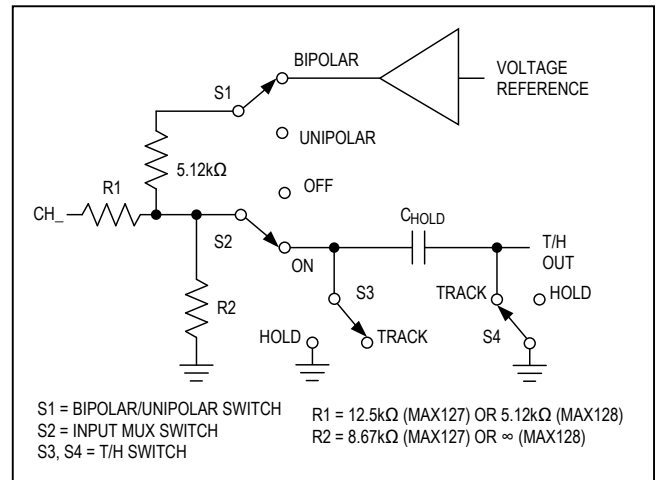 BIPOLAR
VOLTAGE
REFERENCE
S1
UNIPOLAR
5.12kΩ
OFF
R1
CH_
S2
C_HOLD
ON
T/H
OUT
S3
TRACK
HOLD
R2
HOLD
TRACK
S4
S1 = BIPOLAR/UNIPOLAR SWITCH
S2 = INPUT MUX SWITCH
S3, S4 = T/H SWITCH
R1 = 12.5kΩ (MAX127) OR 5.12kΩ (MAX128)
R2 = 8.67kΩ (MAX127) OR ∞ (MAX128)